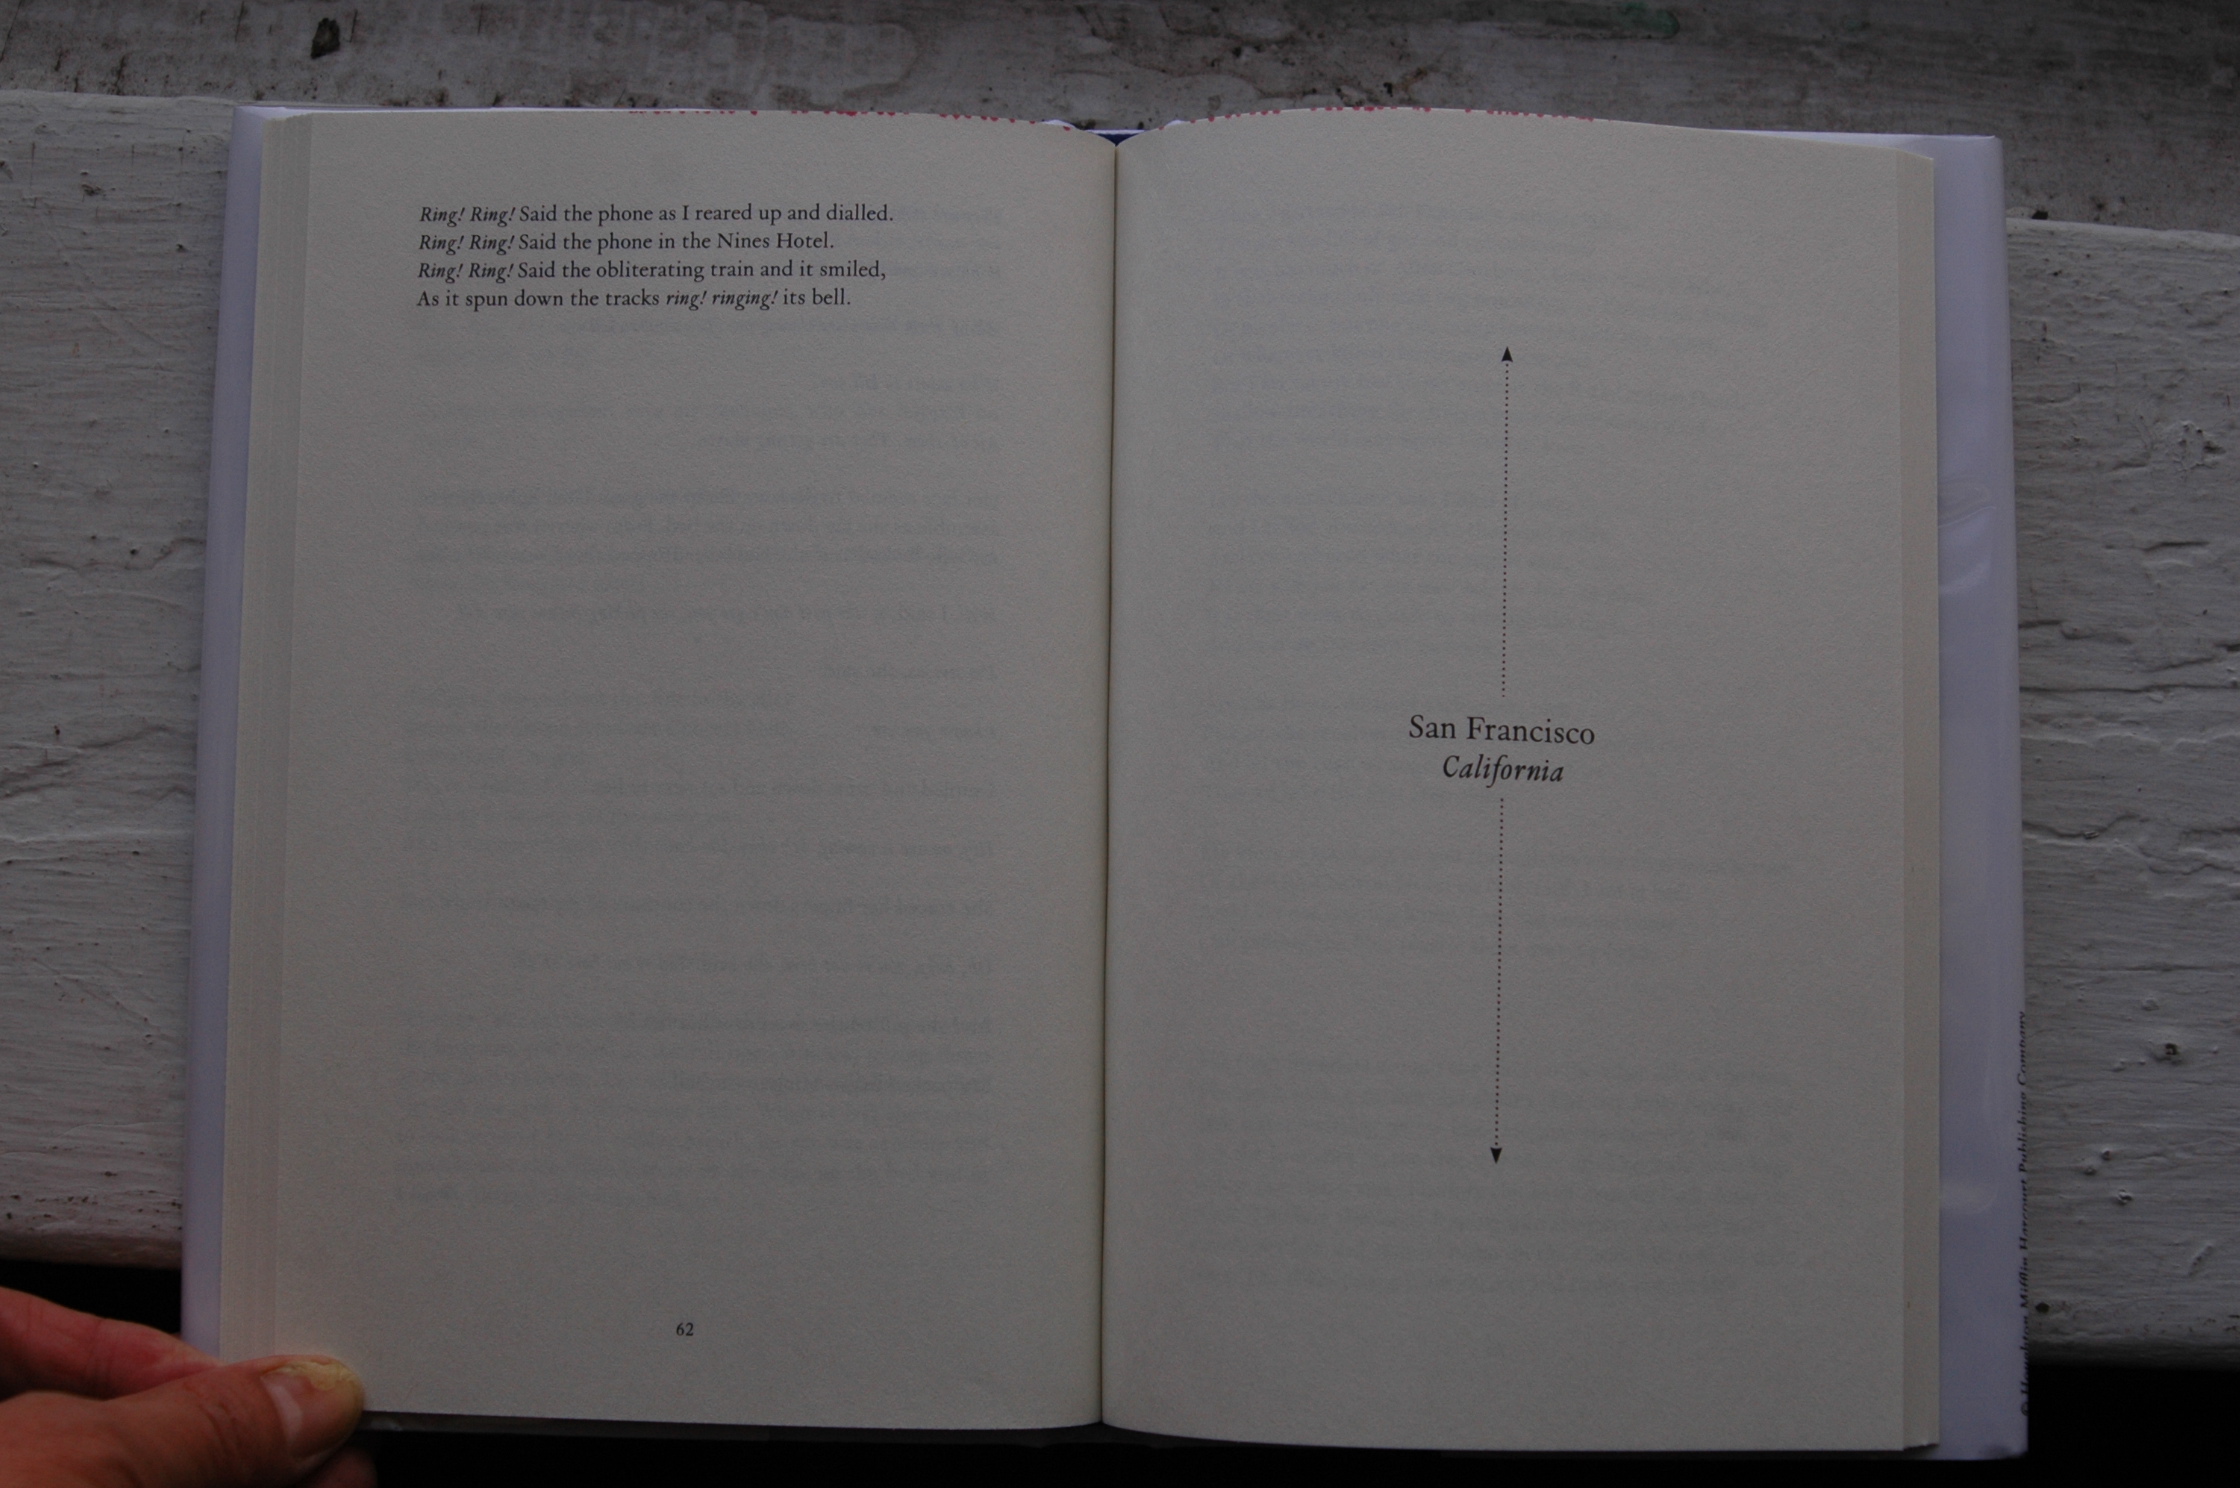 Ring! Ring! Said the phone as I reared up and dialled.
Ring! Ring! Said the phone in the Nines Hotel.
Ring! Ring! Said the obliterating train and it smiled,
As it spun down the tracks ring! ringing! its bell.
62
San Francisco
California
© Houghton Mifflin Harcourt Publishing Company